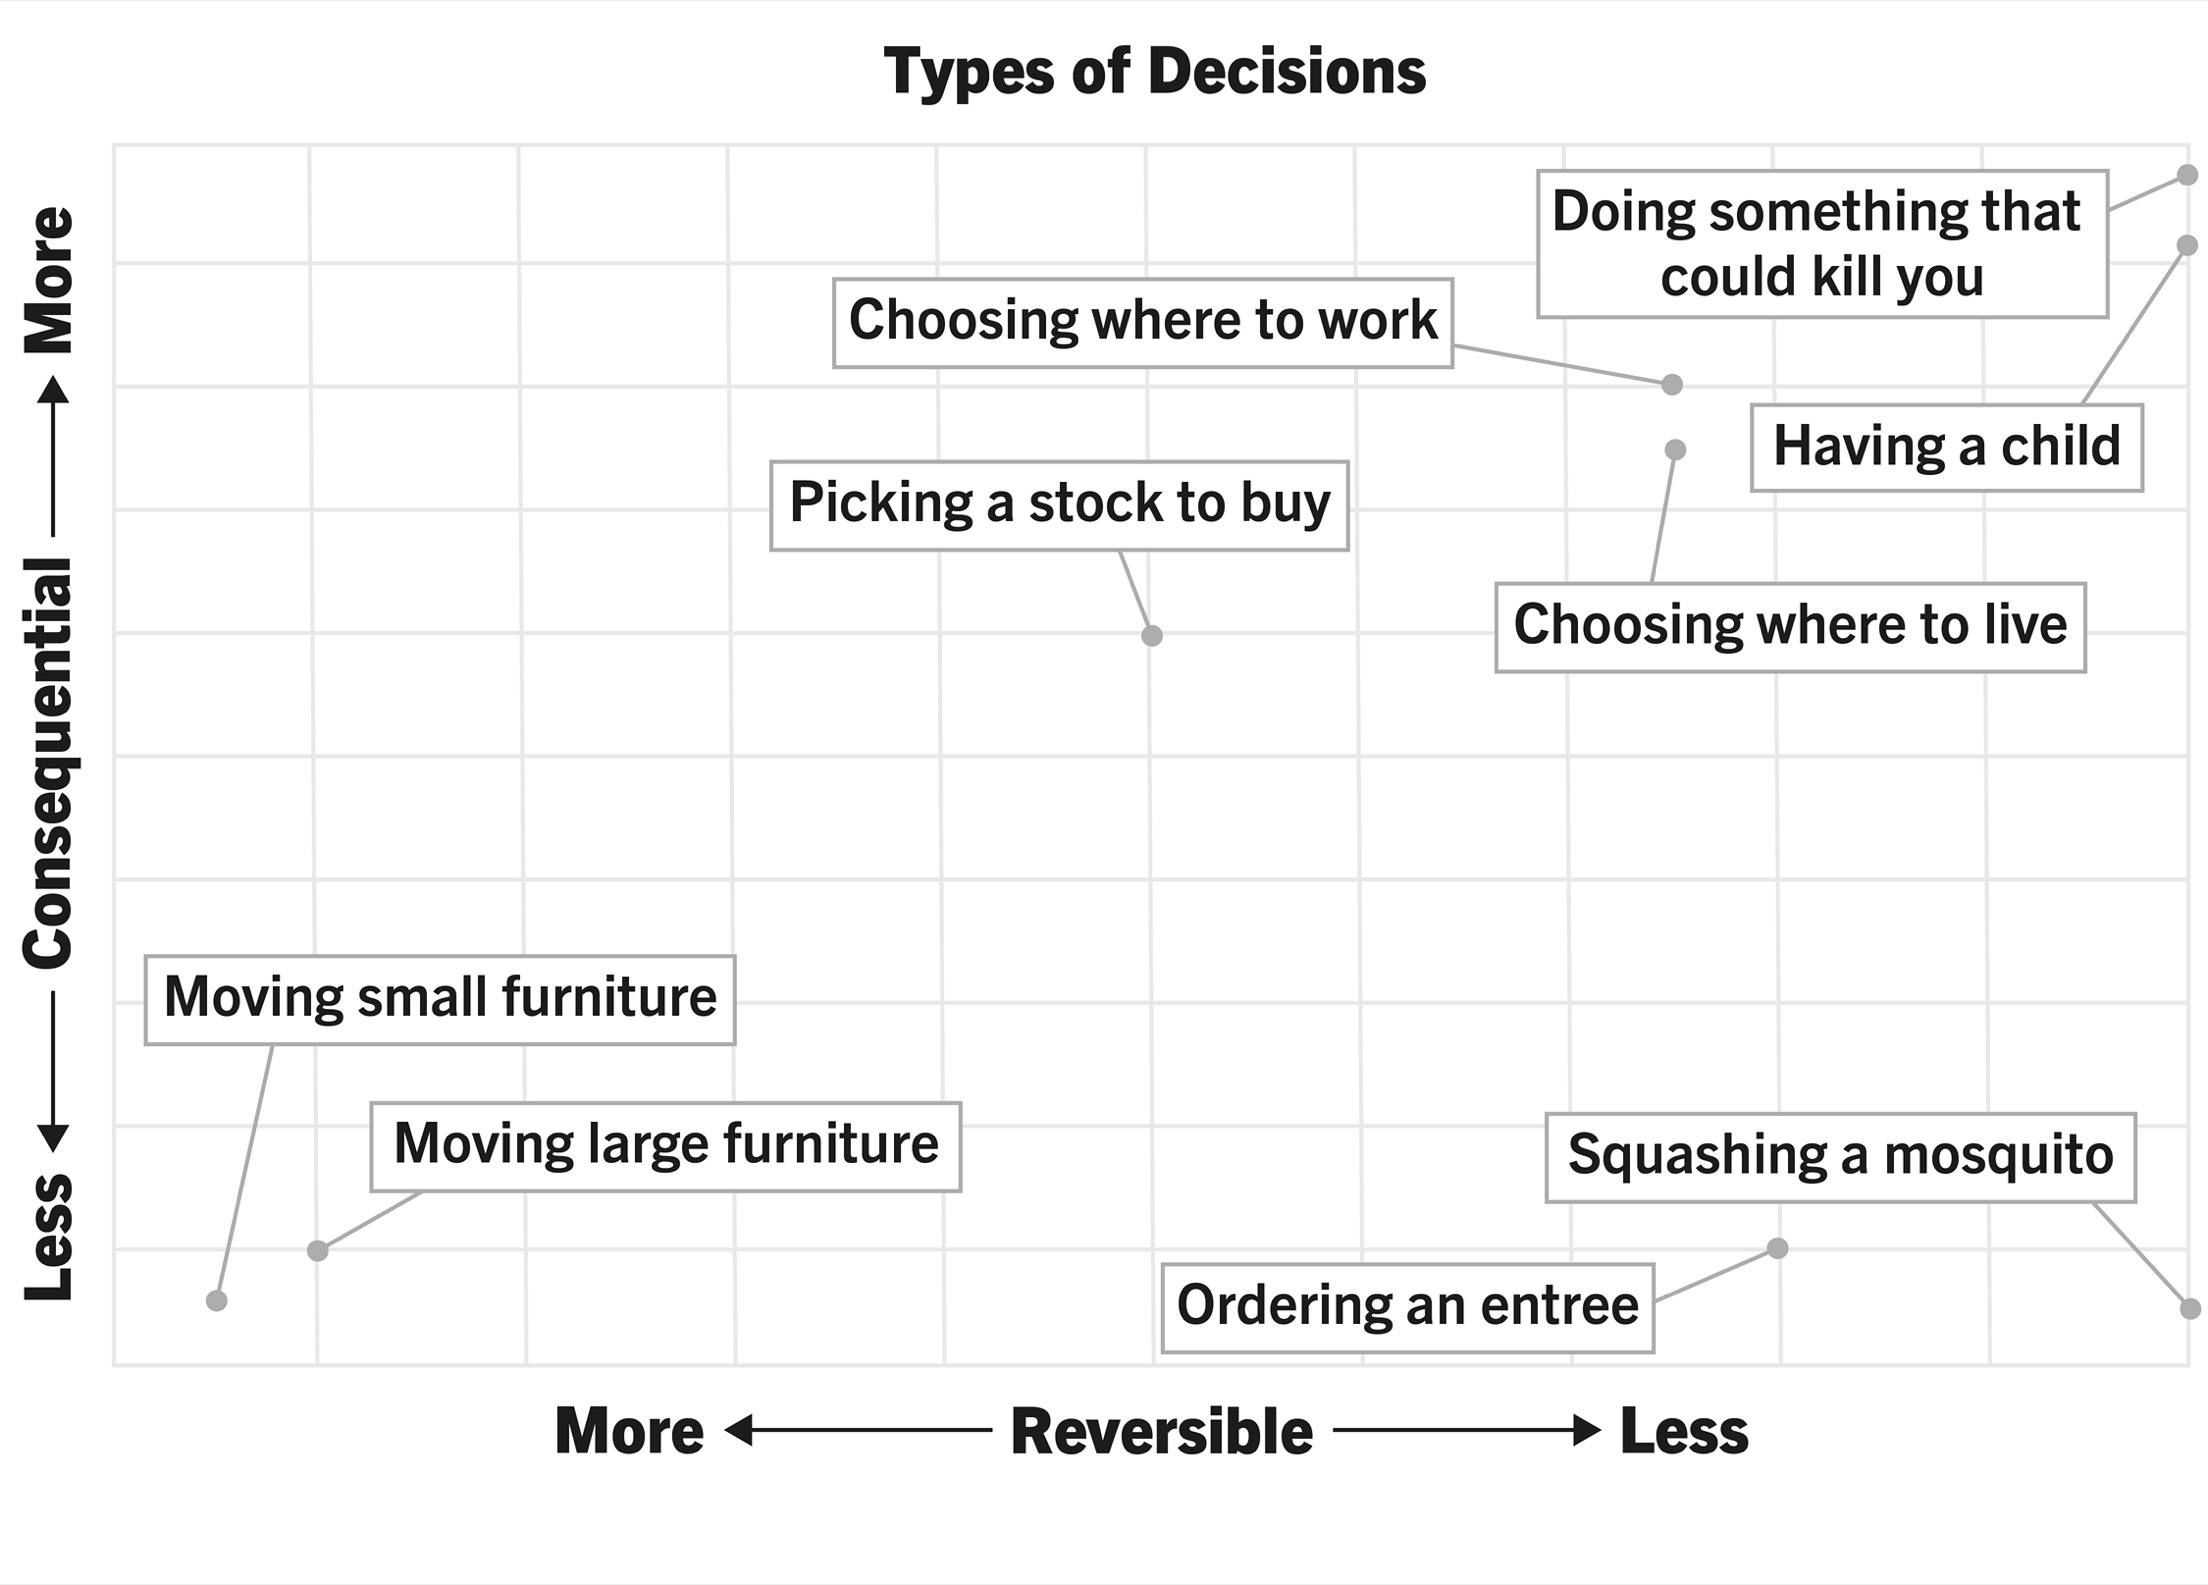 Types of Decisions
Doing something that
could kill you
Choosing where to work
Having a child
Picking a stock to buy
Choosing where to live
Moving small furniture
Moving large furniture
Squashing a mosquito
Ordering an entree
More
Consequential
Less
More
Reversible
Less